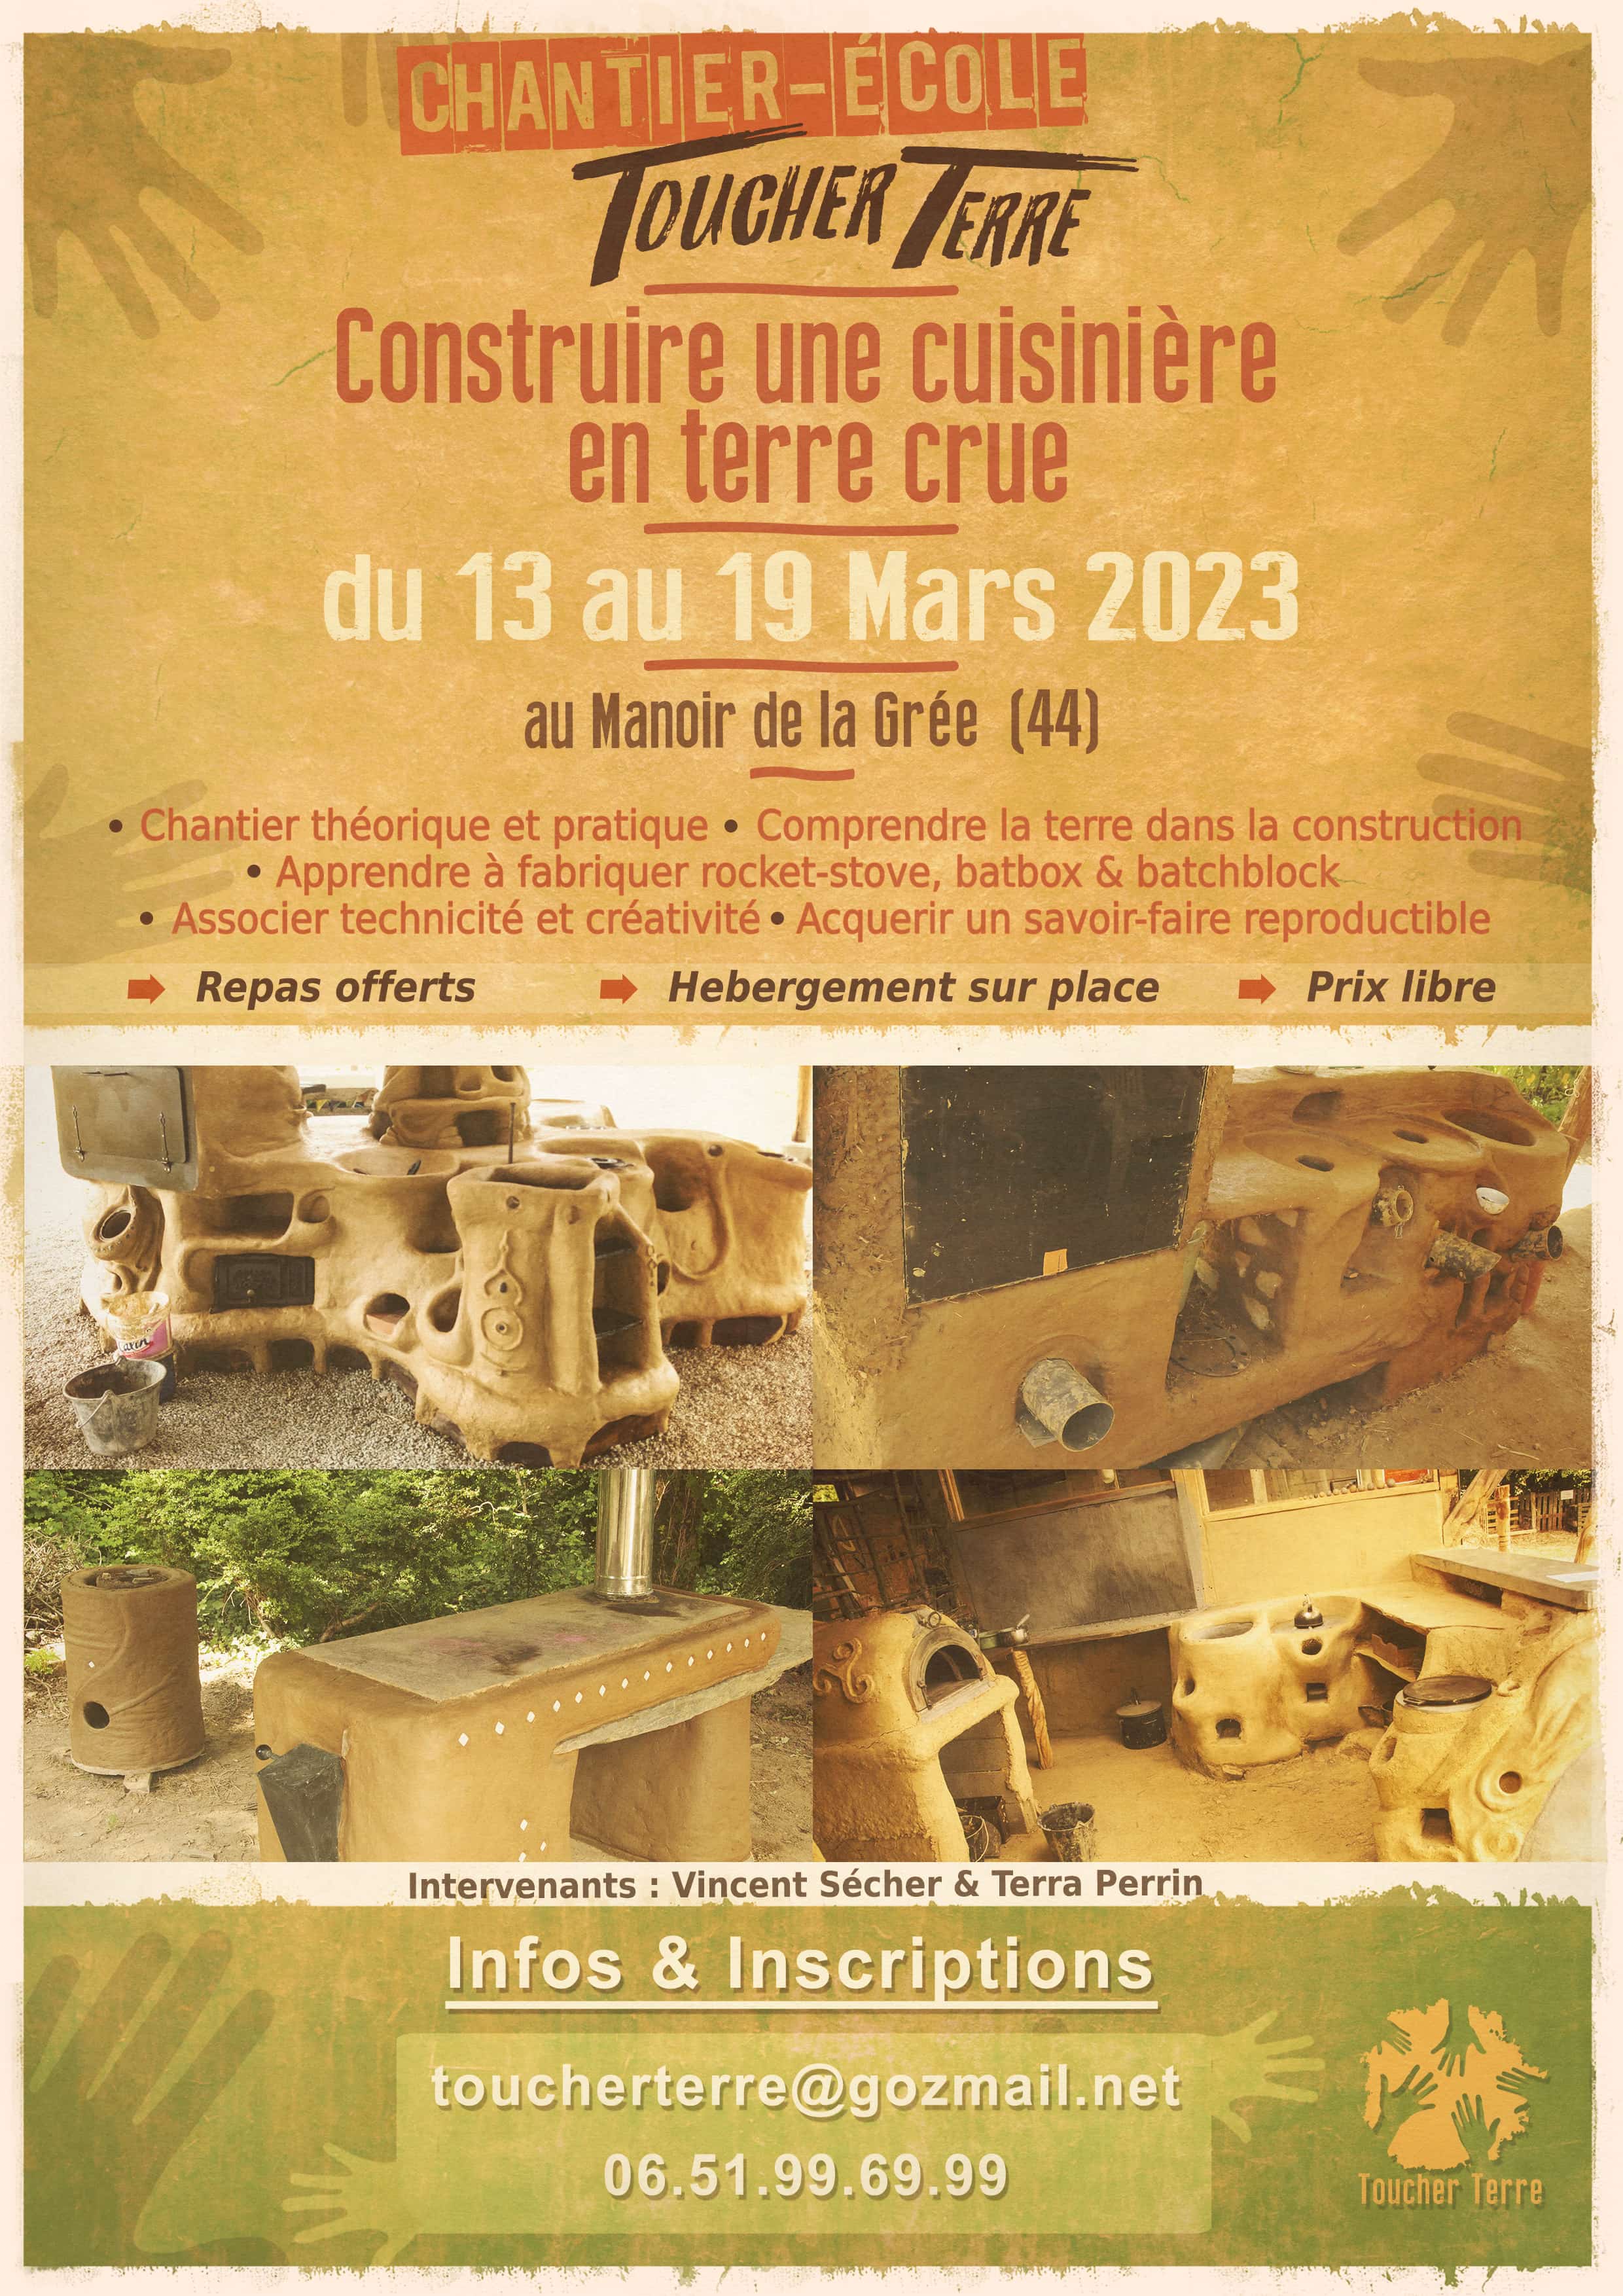 CHANTIER-ÉCOLE
TOUCHER TERRE
Construire une cuisinière
en terre crue
du 13 au 19 Mars 2023
au Manoir de la Grée (44)
• Chantier théorique et pratique • Comprendre la terre dans la construction
• Apprendre à fabriquer rocket-stove, batbox & batchblock
• Associer technicité et créativité • Acquerir un savoir-faire reproductible
Repas offerts Hebergement sur place Prix libre
Intervenants : Vincent Sécher & Terra Perrin
Infos & Inscriptions
toucherterre@gozmail.net
06.51.99.69.99
Toucher Terre